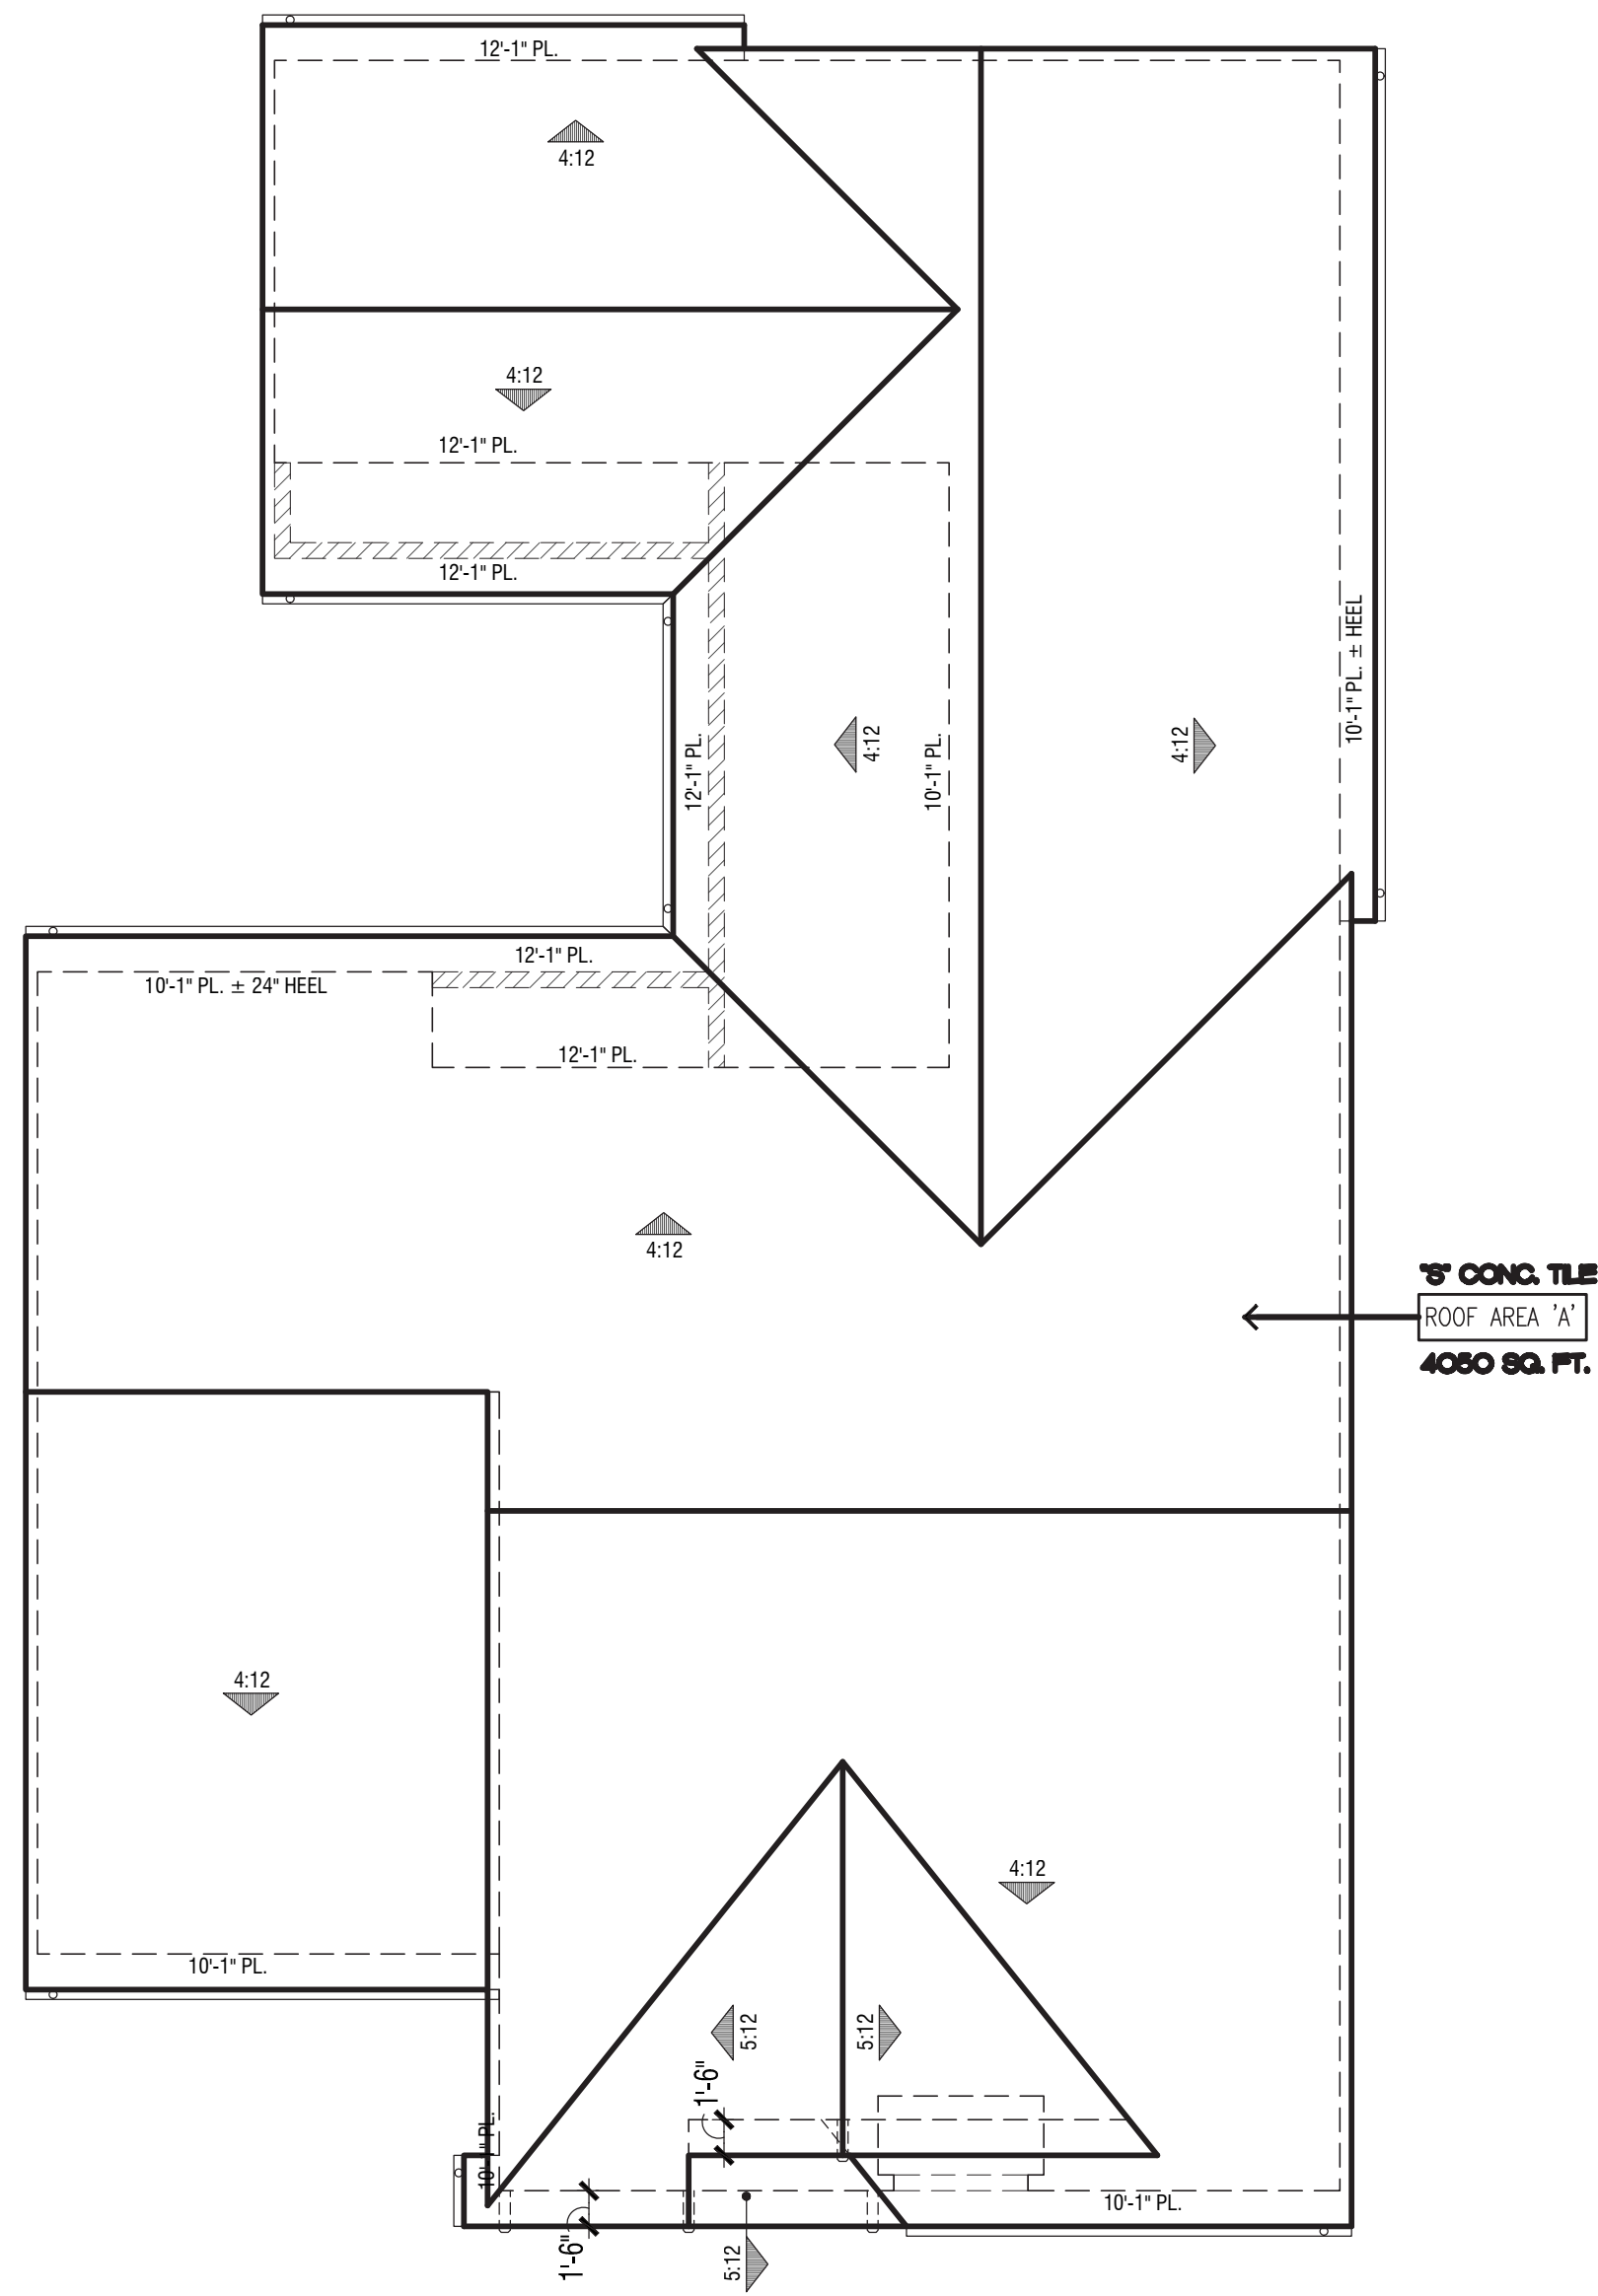 12'-1" PL.
4:12
4:12
12'-1" PL.
12'-1" PL.
10'-1" PL. ± HEEL
12'-1" PL.
4:12
10'-1" PL.
4:12
12'-1" PL.
10'-1" PL. ± 24" HEEL
12'-1" PL.
4:12
"S" CONC. TILE
ROOF AREA 'A'
4050 SQ. FT.
4:12
4:12
10'-1" PL.
5:12
5:12
1'-6"
10'-1" PL.
10'-1" PL.
1'-6"
5:12